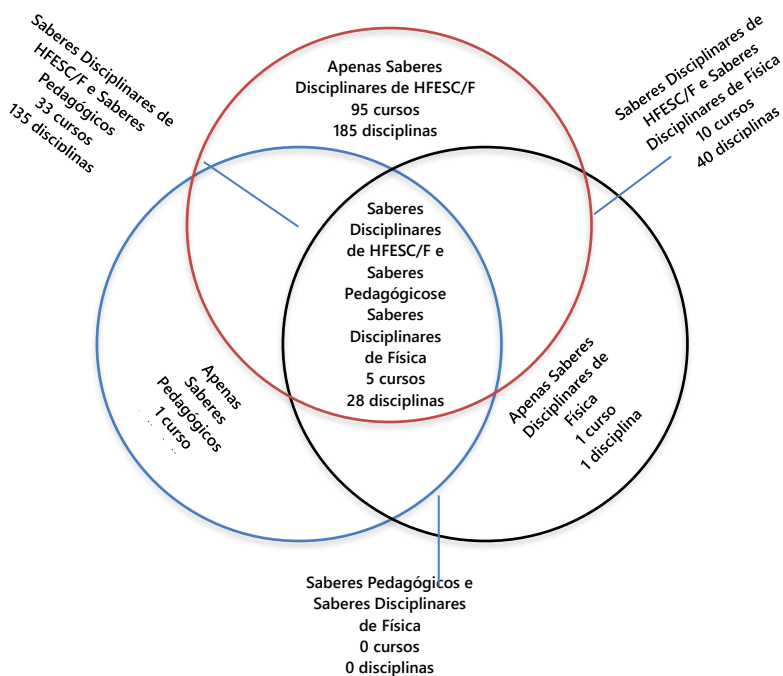 Saberes Disciplinares de
HFESC/F e Saberes
Pedagógicos
33 cursos
135 disciplinas
Apenas Saberes
Disciplinares de HFESC/F
95 cursos
185 disciplinas
Saberes Disciplinares de
HFESC/F e Saberes
Disciplinares de Física
10 cursos
40 disciplinas
Saberes
Disciplinares
de HFESC/F e
Saberes
Pedagógicose
Saberes
Disciplinares
de Física
5 cursos
28 disciplinas
Apenas
Saberes
Pedagógicos
1 curso
Apenas Saberes
Disciplinares de
Física
1 curso
1 disciplina
Saberes Pedagógicos e
Saberes Disciplinares
de Física
0 cursos
0 disciplinas